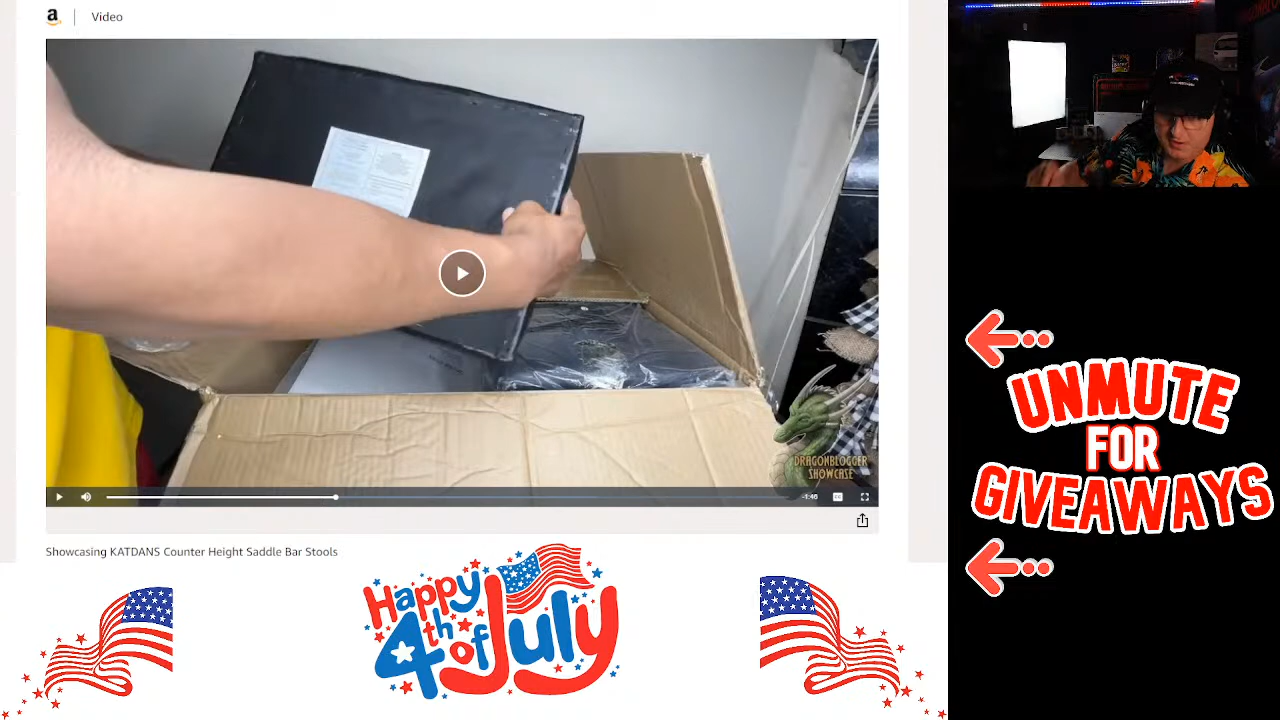 a
Video
DRAGONBLOGGER
SHOWCASE
-1:46
Showcasing KATDANS Counter Height Saddle Bar Stools
Happy
4th of July
UNMUTE
FOR
GIVEAWAYS